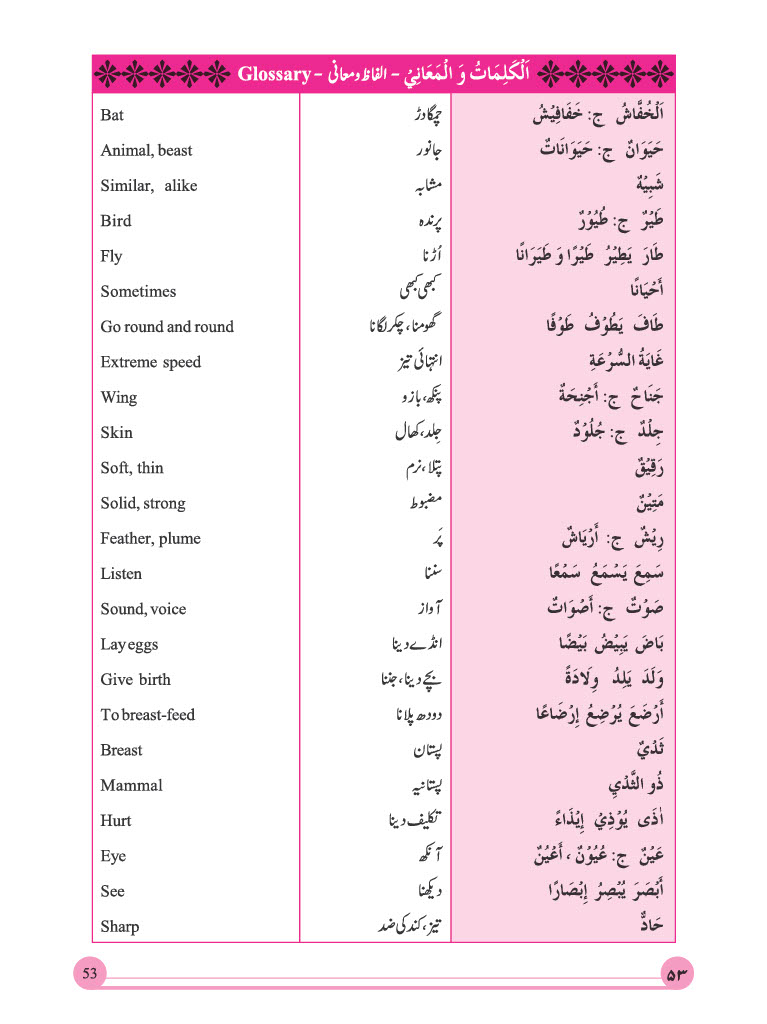 Glossary - الفاظ و معانی - اَلْكَلِمَاتُ وَ الْمَعَانِيْ
Bat چمگادڑ اَلْخُفَّاشُ ج: خَفَافِيْشُ
Animal, beast جانور حَيَوَانٌ ج: حَيَوَانَاتٌ
Similar, alike مشابہ شَبِيْهٌ
Bird پرندہ طَيْرٌ ج: طُيُوْرٌ
Fly اُڑنا طَارَ يَطِيْرُ طَيْرًا وَ طَيَرَانًا
Sometimes کبھی کبھی أَحْيَانًا
Go round and round گھومنا، چکر لگانا طَافَ يَطُوْفُ طَوْفًا
Extreme speed انتہائی تیز غَايَةُ السُّرْعَةِ
Wing پنکھ، بازو جَنَاحٌ ج: أَجْنِحَةٌ
Skin جِلد، کھال جِلْدٌ ج: جُلُوْدٌ
Soft, thin پتلا، نرم رَقِيْقٌ
Solid, strong مضبوط مَتِيْنٌ
Feather, plume پَر رِيْشٌ ج: أَرْيَاشٌ
Listen سننا سَمِعَ يَسْمَعُ سَمْعًا
Sound, voice آواز صَوْتٌ ج: أَصْوَاتٌ
Lay eggs انڈے دینا بَاضَ يَبِيْضُ بَيْضًا
Give birth بچے دینا، جننا وَلَدَ يَلِدُ وِلَادَةً
To breast-feed دودھ پلانا أَرْضَعَ يُرْضِعُ إِرْضَاعًا
Breast پستان ثَدْيٌ
Mammal پستانیہ ذُو الثَّدْيِ
Hurt تکلیف دینا اٰذَى يُوْذِيْ إِيْذَاءً
Eye آنکھ عَيْنٌ ج: عُيُوْنٌ ، أَعْيُنٌ
See دیکھنا أَبْصَرَ يُبْصِرُ إِبْصَارًا
Sharp تیز، کند کی ضد حَادٌّ
53 ۵۳